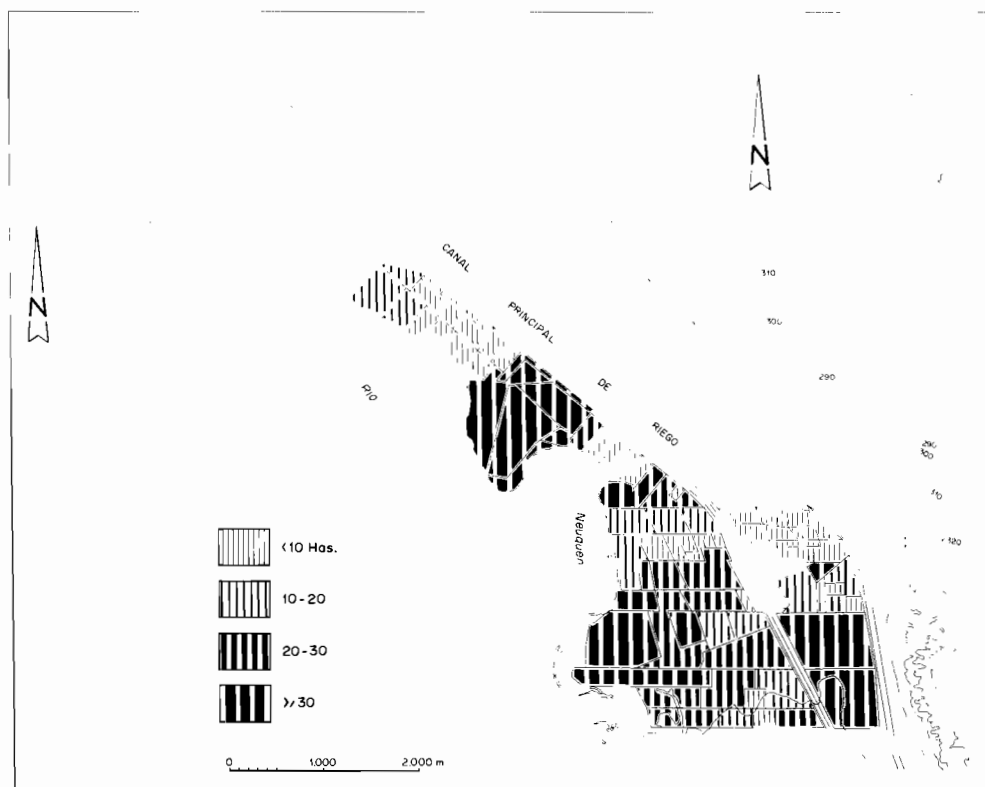 N
N
CANAL
PRINCIPAL
DE
RIEGO
310
300
290
290
300
310
320
RIO
Neuquen
<10 Has.
10-20
20-30
≥30
0 1.000 2.000 m